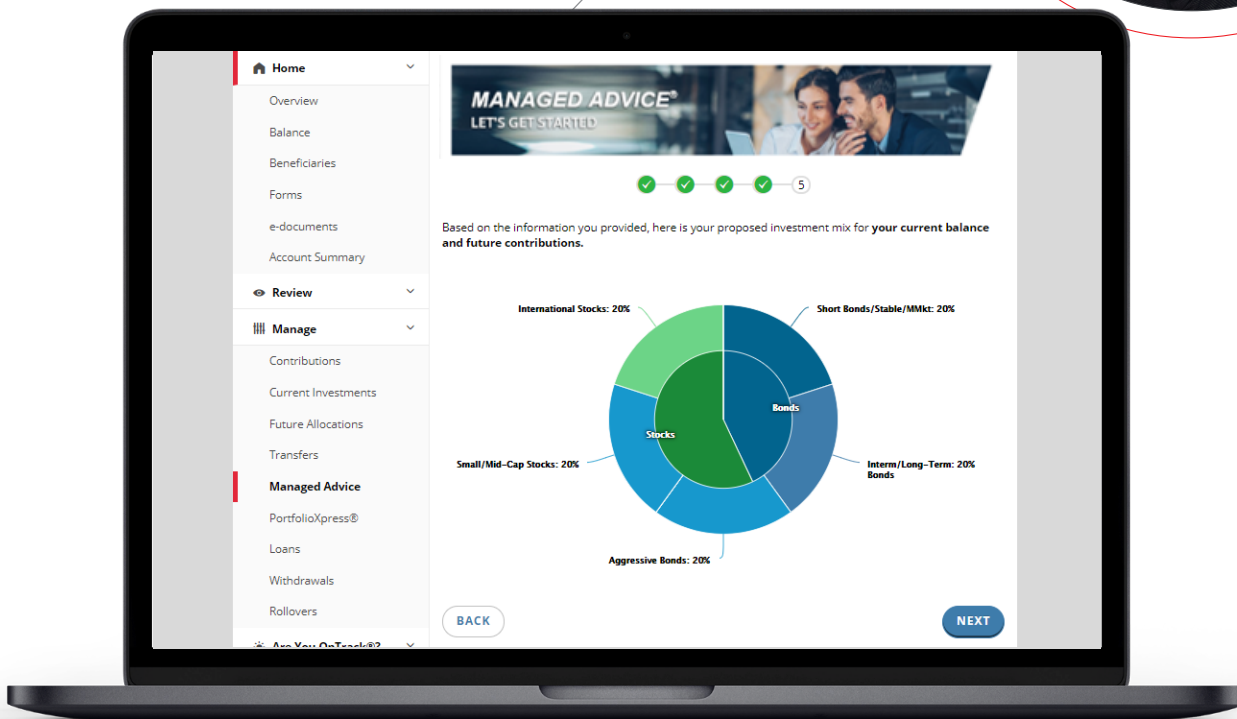 Home
Overview
Balance
Beneficiaries
Forms
e-documents
Account Summary
Review
Manage
Contributions
Current Investments
Future Allocations
Transfers
Managed Advice
PortfolioXpress®
Loans
Withdrawals
Rollovers
Are You OnTrack®?
MANAGED ADVICE®
LET'S GET STARTED
5
Based on the information you provided, here is your proposed investment mix for your current balance
and future contributions.
International Stocks: 20%
Short Bonds/Stable/MMkt: 20%
Bonds
Stocks
Small/Mid-Cap Stocks: 20%
Interm/Long-Term: 20%
Bonds
Aggressive Bonds: 20%
BACK
NEXT